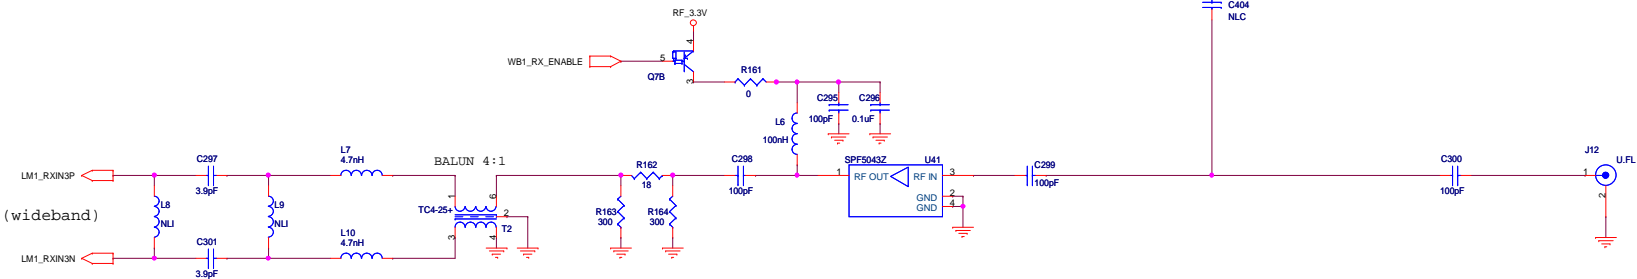 C404
NLC
RF_3.3V
4
WB1_RX_ENABLE
5
Q7B
3
R161
0
C295
100pF
C296
0.1uF
L6
100nH
J12
U.FL
1
2
C300
100pF
C299
100pF
SPF5043Z
U41
1
RF OUT
RF IN
3
GND
2
GND
4
C298
100pF
R162
18
R163
300
R164
300
BALUN 4:1
TC4-25+
T2
1
6
2
3
4
L7
4.7nH
L10
4.7nH
C297
3.9pF
C301
3.9pF
L8
NLI
L9
NLI
LM1_RXIN3P
(wideband)
LM1_RXIN3N